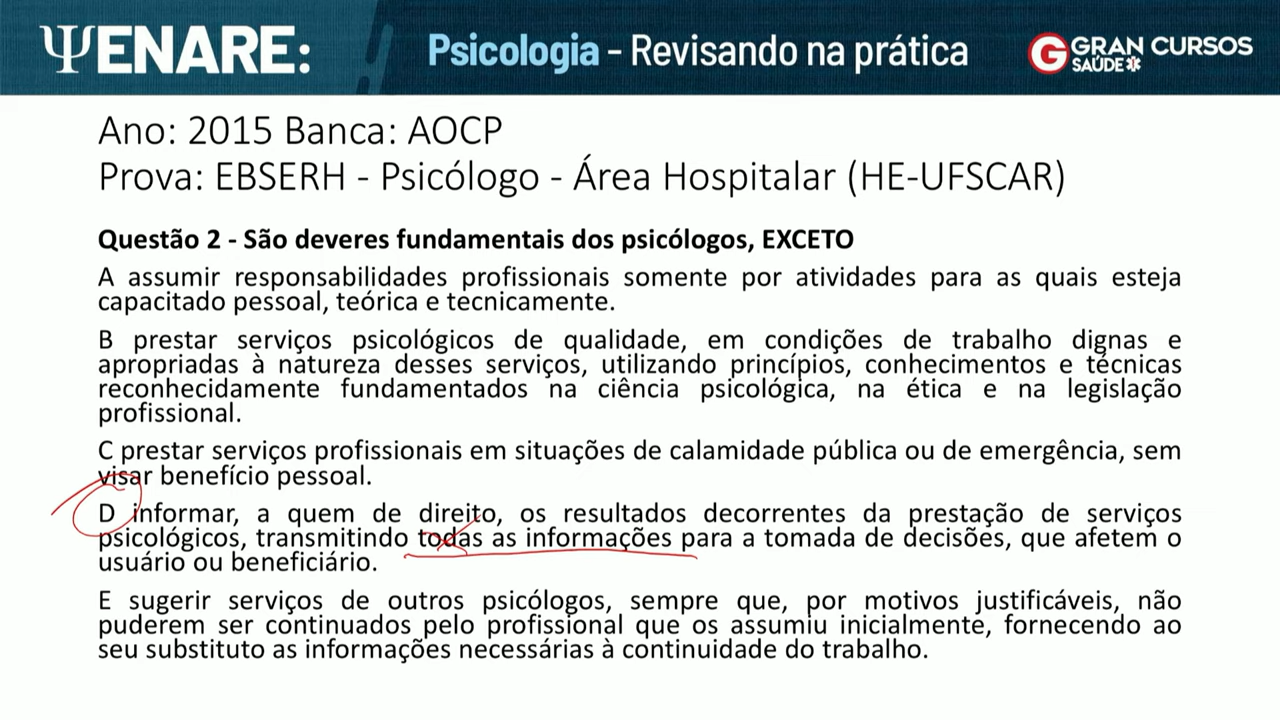 ΨENARE:
Psicologia - Revisando na prática
GRAN CURSOS
SAÚDE
Ano: 2015 Banca: AOCP
Prova: EBSERH - Psicólogo - Área Hospitalar (HE-UFSCAR)
Questão 2 - São deveres fundamentais dos psicólogos, EXCETO
A assumir responsabilidades profissionais somente por atividades para as quais esteja
capacitado pessoal, teórica e tecnicamente.
B prestar serviços psicológicos de qualidade, em condições de trabalho dignas e
apropriadas à natureza desses serviços, utilizando princípios, conhecimentos e técnicas
reconhecidamente fundamentados na ciência psicológica, na ética e na legislação
profissional.
C prestar serviços profissionais em situações de calamidade pública ou de emergência, sem
visar benefício pessoal.
D informar, a quem de direito, os resultados decorrentes da prestação de serviços
psicológicos, transmitindo todas as informações para a tomada de decisões, que afetem o
usuário ou beneficiário.
E sugerir serviços de outros psicólogos, sempre que, por motivos justificáveis, não
puderem ser continuados pelo profissional que os assumiu inicialmente, fornecendo ao
seu substituto as informações necessárias à continuidade do trabalho.